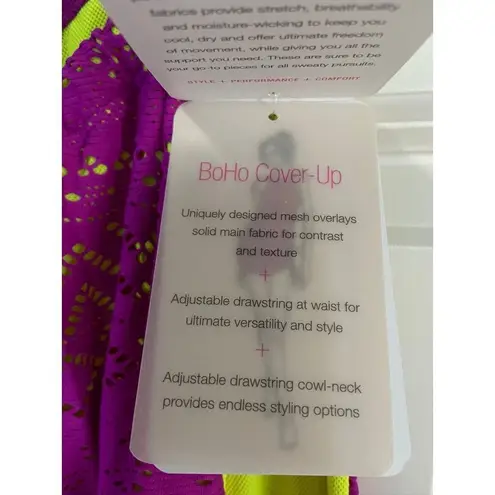 fabrics provide stretch, breathability
and moisture-wicking to keep you
cool, dry and offer ultimate freedom
of movement, while giving you all the
support you need. These are sure to be
your go-to pieces for all sweaty pursuits.
STYLE + PERFORMANCE + COMFORT
BoHo Cover-Up
Uniquely designed mesh overlays
solid main fabric for contrast
and texture
+
Adjustable drawstring at waist for
ultimate versatility and style
+
Adjustable drawstring cowl-neck
provides endless styling options